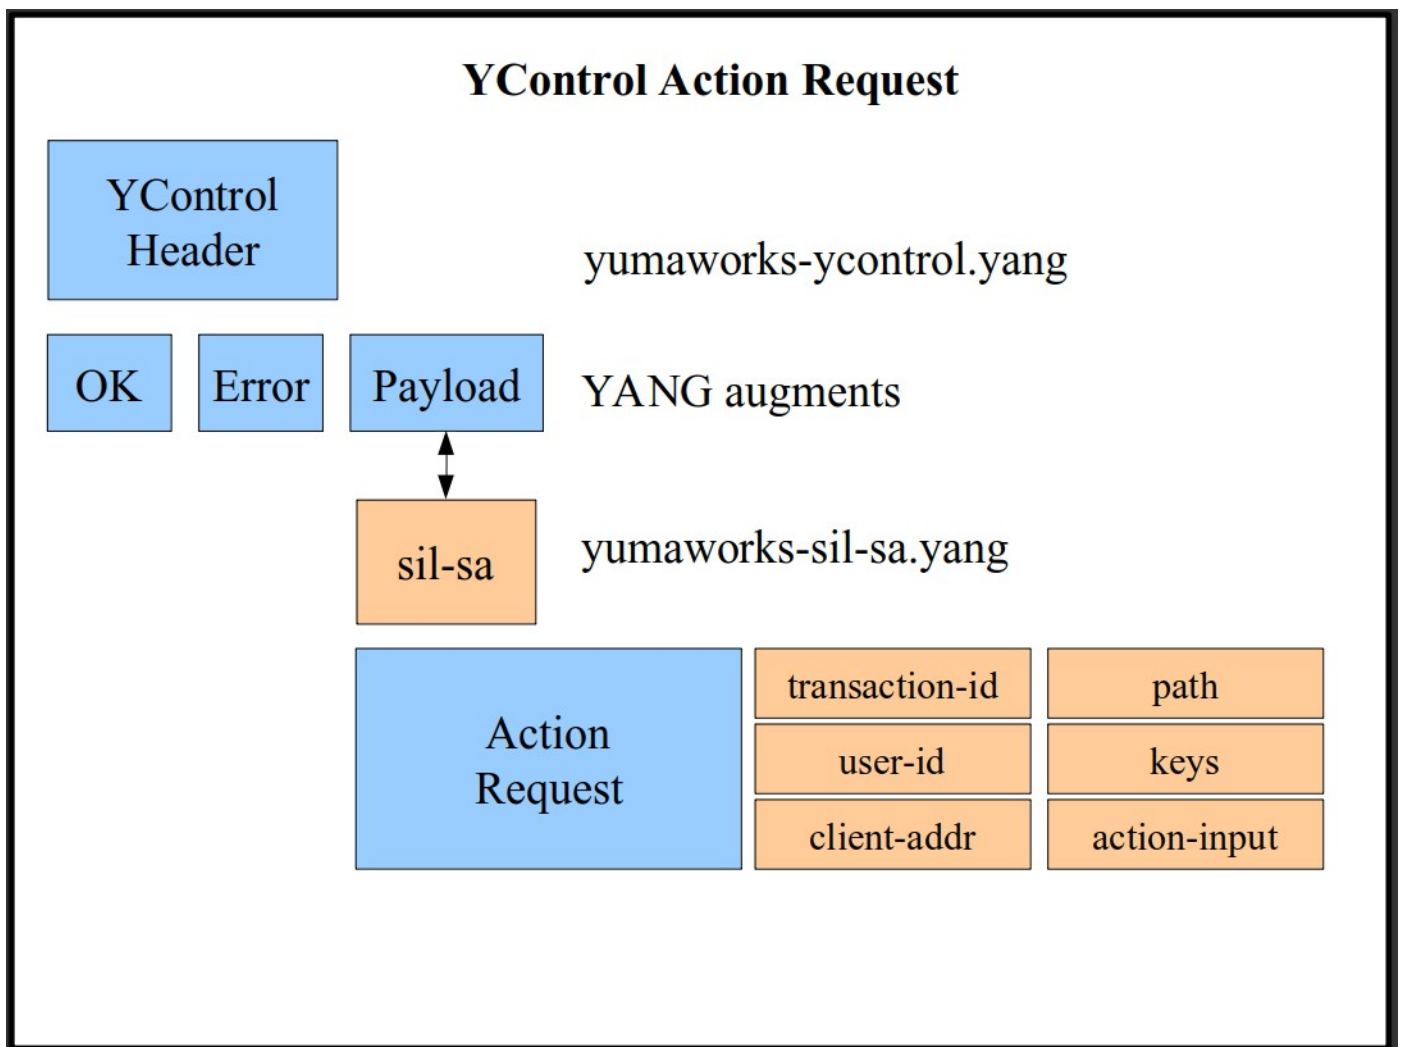 YControl Action Request
YControl
Header
yumaworks-ycontrol.yang
OK
Error
Payload
YANG augments
sil-sa
yumaworks-sil-sa.yang
Action
Request
transaction-id
path
user-id
keys
client-addr
action-input